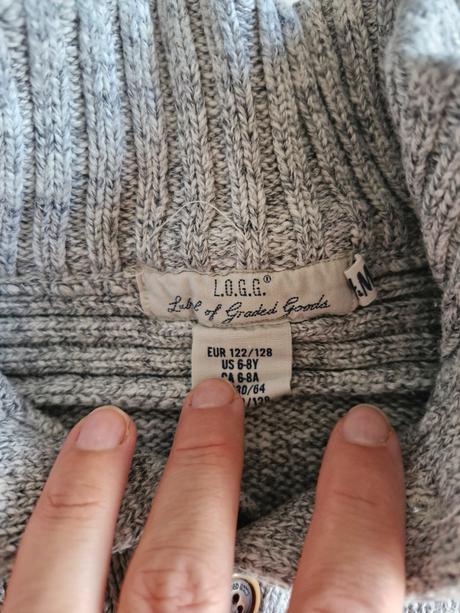 L.O.G.G.®
Label of Graded Goods
EUR 122/128
US 6-8Y
CA 6-8A